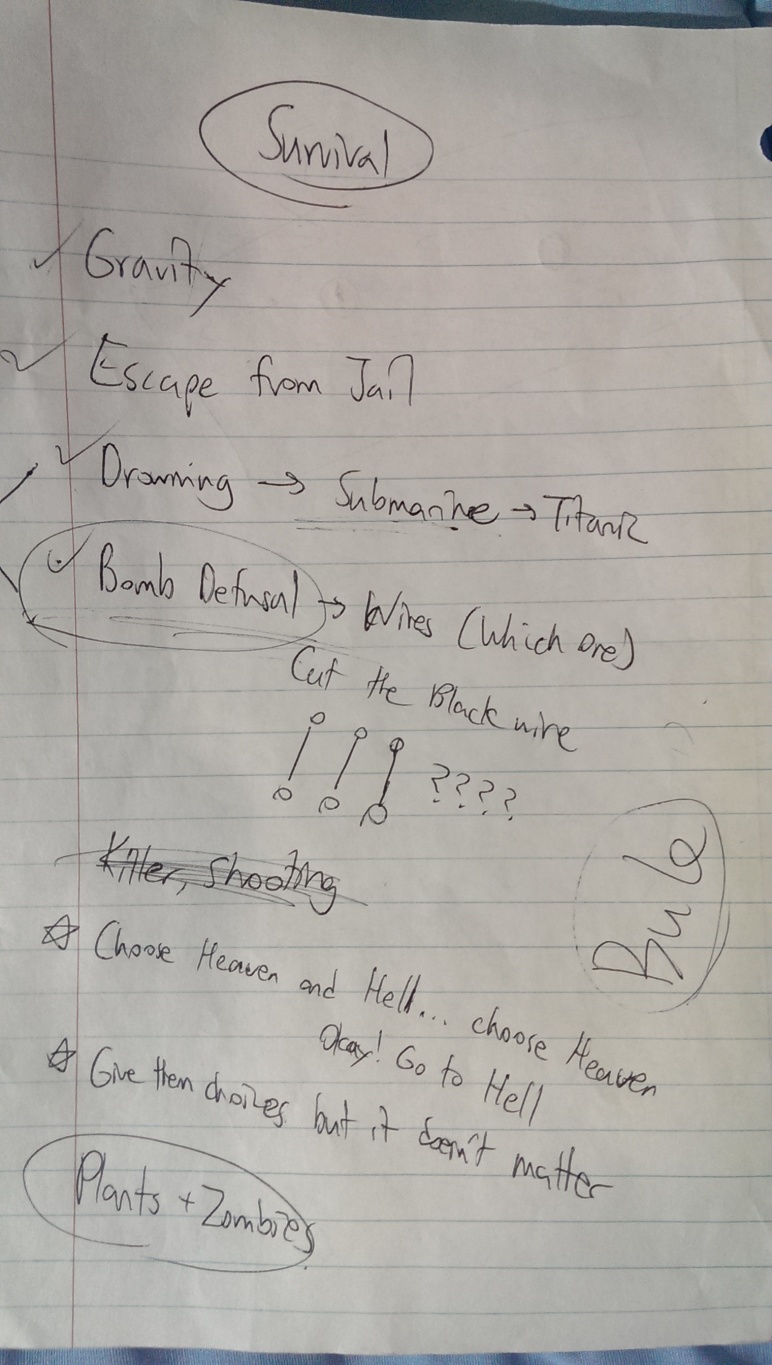 Survival
Gravity
Escape from Jail
Drowning → Submarine → Titanic
Bomb Defusal → Wires (Which one)
Cut the Black wire
????
Killer, Shooting
Choose Heaven and Hell... choose Heaven
Okay! Go to Hell
Give them choices but it doesn't matter
Plants + Zombies